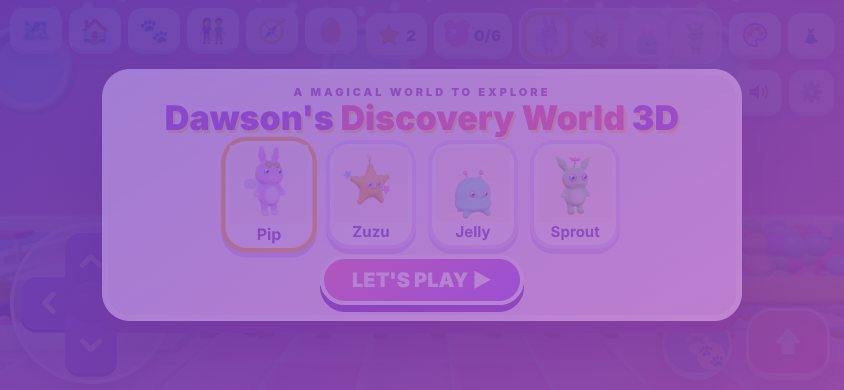 2
0/6
A MAGICAL WORLD TO EXPLORE
Dawson's Discovery World 3D
Pip
Zuzu
Jelly
Sprout
LET'S PLAY ▶